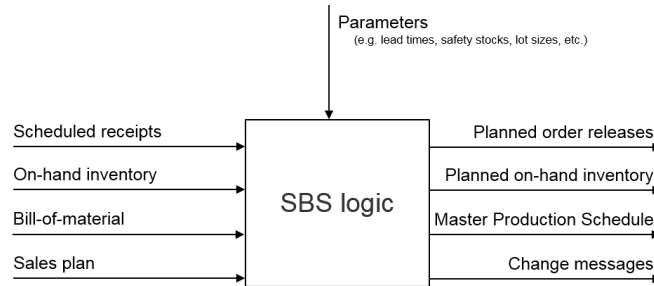 Parameters
(e.g. lead times, safety stocks, lot sizes, etc.)
Scheduled receipts
On-hand inventory
Bill-of-material
Sales plan
SBS logic
Planned order releases
Planned on-hand inventory
Master Production Schedule
Change messages